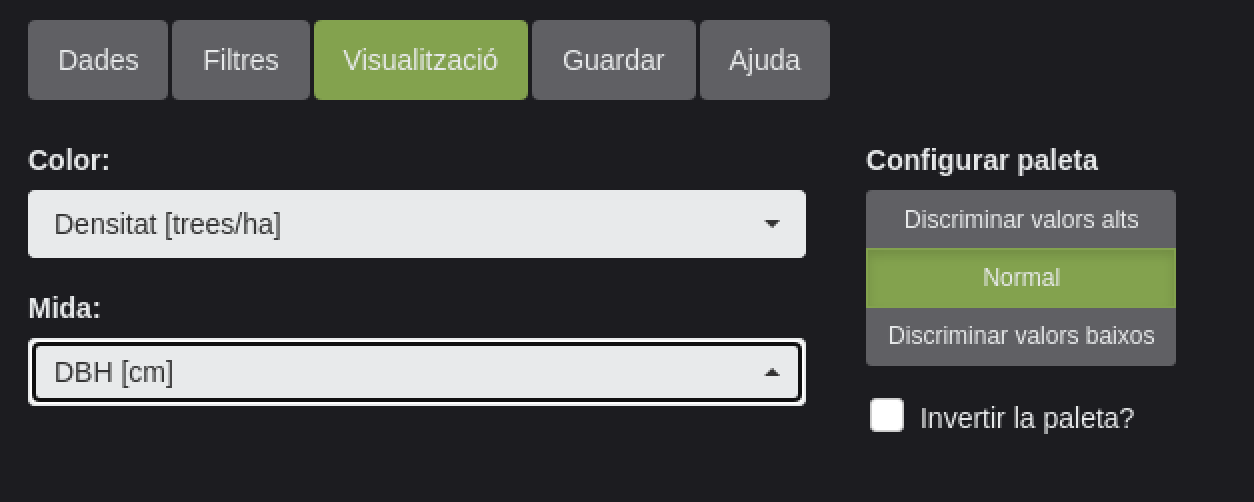 Dades Filtres Visualització Guardar Ajuda
Color:
Densitat [trees/ha]
Mida:
DBH [cm]
Configurar paleta
Discriminar valors alts
Normal
Discriminar valors baixos
Invertir la paleta?